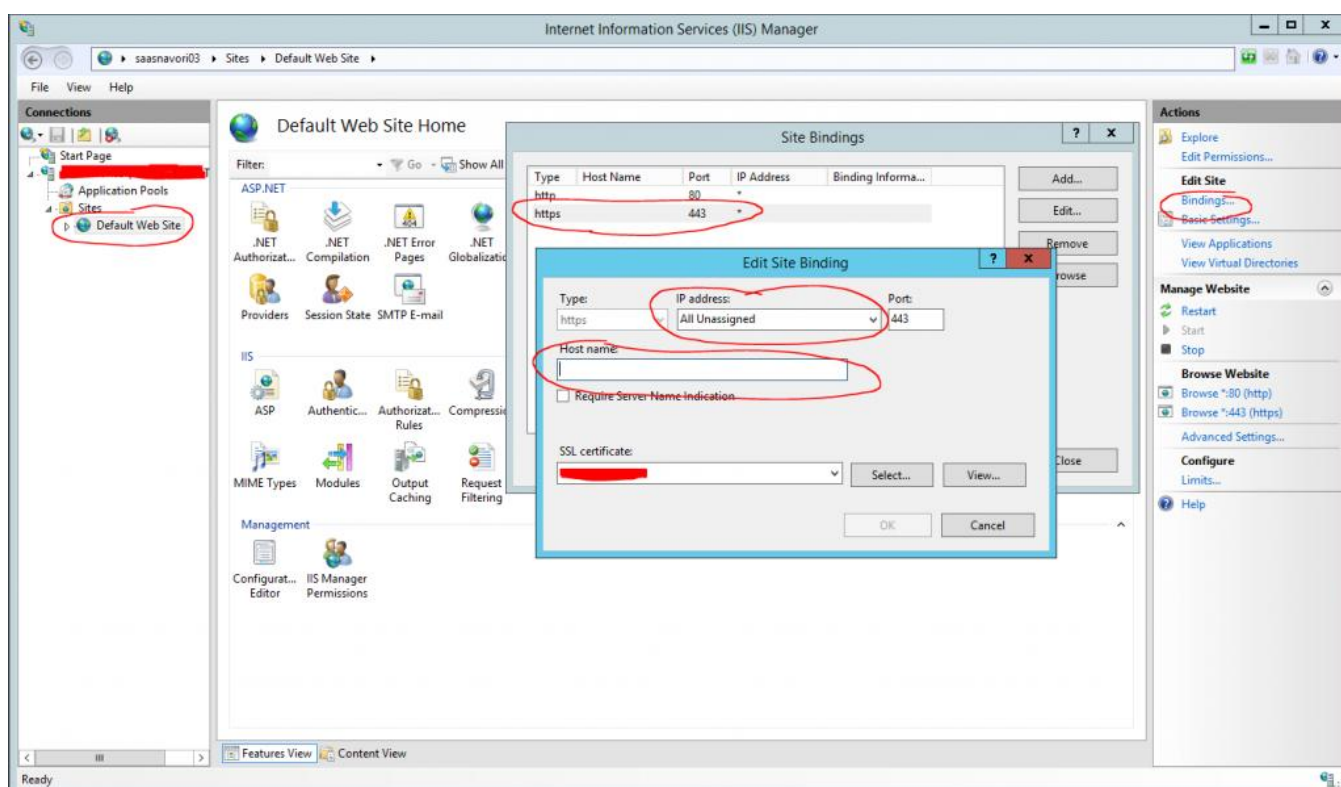 Internet Information Services (IIS) Manager
saasnavori03 Sites Default Web Site
File View Help
Connections
Start Page
Application Pools
Sites
Default Web Site
Default Web Site Home
Filter: Go Show All
ASP.NET
.NET Authorizat...
.NET Compilation
.NET Error Pages
.NET
Providers
Session State
SMTP E-mail
IIS
ASP
Authentic...
Authorizat... Rules
MIME Types
Modules
Output Caching
Request Filtering
Management
Configurat... Editor
IIS Manager Permissions
Features View Content View
Ready
Site Bindings
Type Host Name Port IP Address Binding Informa...
http 80 *
https 443 *
Add...
Edit...
Remove
Close
Edit Site Binding
Type: IP address: Port:
https All Unassigned 443
Host name:
Require Server Name Indication
SSL certificate:
Select... View...
OK Cancel
Actions
Explore
Edit Permissions...
Edit Site
Bindings...
Basic Settings...
View Applications
View Virtual Directories
Manage Website
Restart
Start
Stop
Browse Website
Browse *:80 (http)
Browse *:443 (https)
Advanced Settings...
Configure
Limits...
Help